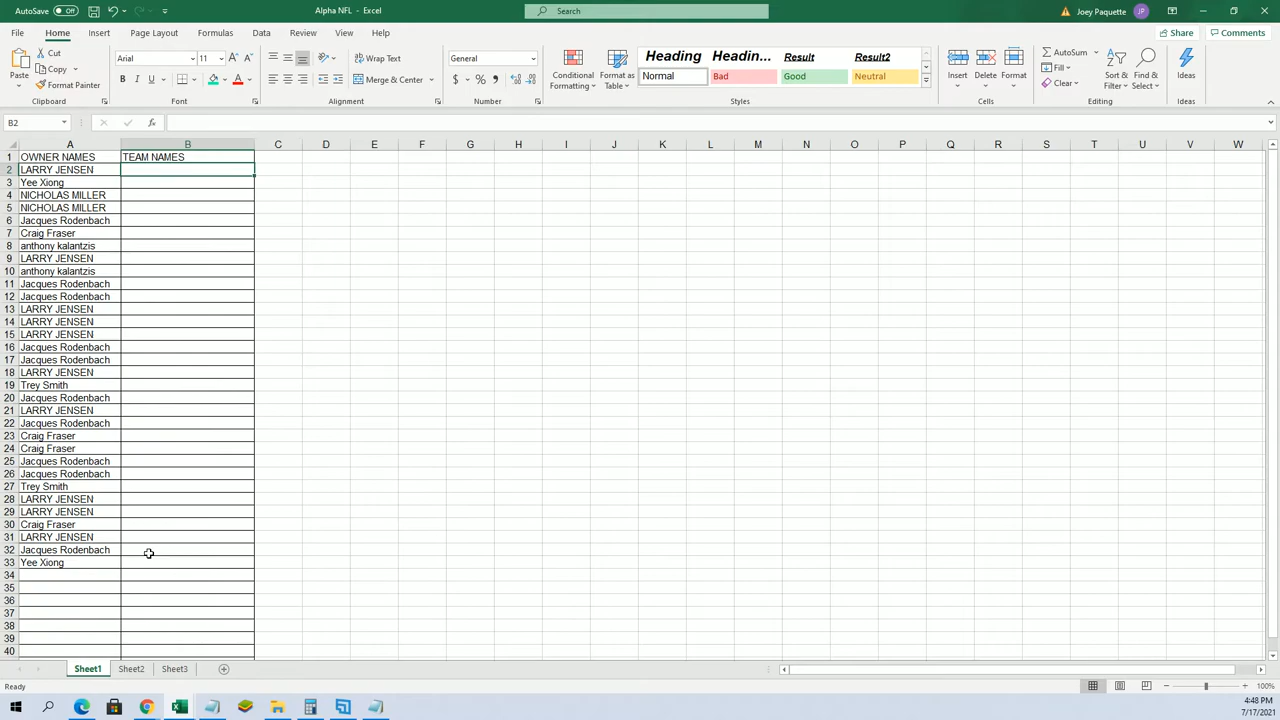 AutoSave Off Alpha NFL - Excel Search Joey Paquette JP
File Home Insert Page Layout Formulas Data Review View Help Share Comments
Paste Cut Copy Format Painter Clipboard
Arial 11 A A B I U A Font
Wrap Text Merge & Center Alignment
General $ % Number
Conditional Formatting Format as Table
Heading Headin... Result Result2
Normal Bad Good Neutral
Styles
Insert Delete Format Cells
AutoSum Fill Clear Sort & Filter Find & Select Editing
Ideas Ideas
B2 fx
A B C D E F G H I J K L M N O P Q R S T U V W
1 OWNER NAMES TEAM NAMES
2 LARRY JENSEN
3 Yee Xiong
4 NICHOLAS MILLER
5 NICHOLAS MILLER
6 Jacques Rodenbach
7 Craig Fraser
8 anthony kalantzis
9 LARRY JENSEN
10 anthony kalantzis
11 Jacques Rodenbach
12 Jacques Rodenbach
13 LARRY JENSEN
14 LARRY JENSEN
15 LARRY JENSEN
16 Jacques Rodenbach
17 Jacques Rodenbach
18 LARRY JENSEN
19 Trey Smith
20 Jacques Rodenbach
21 LARRY JENSEN
22 Jacques Rodenbach
23 Craig Fraser
24 Craig Fraser
25 Jacques Rodenbach
26 Jacques Rodenbach
27 Trey Smith
28 LARRY JENSEN
29 LARRY JENSEN
30 Craig Fraser
31 LARRY JENSEN
32 Jacques Rodenbach
33 Yee Xiong
34
35
36
37
38
39
40
Sheet1 Sheet2 Sheet3
Ready 100%
4:48 PM
7/17/2021